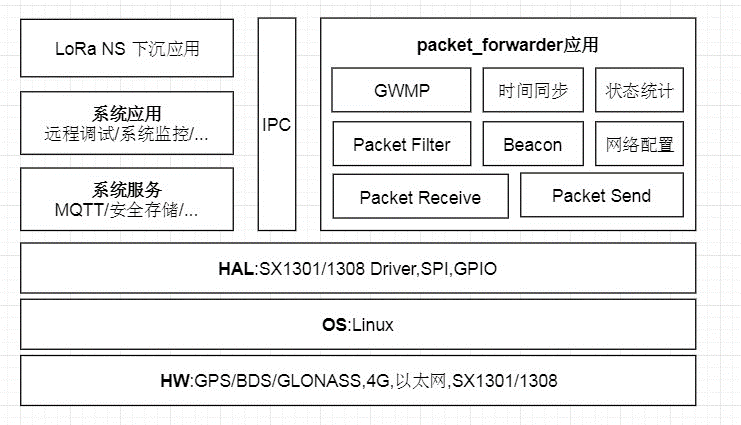 LoRa NS 下沉应用
系统应用
远程调试/系统监控/...
系统服务
MQTT/安全存储/...
IPC
packet_forwarder应用
GWMP
时间同步
状态统计
Packet Filter
Beacon
网络配置
Packet Receive
Packet Send
HAL:SX1301/1308 Driver,SPI,GPIO
OS:Linux
HW:GPS/BDS/GLONASS,4G,以太网,SX1301/1308